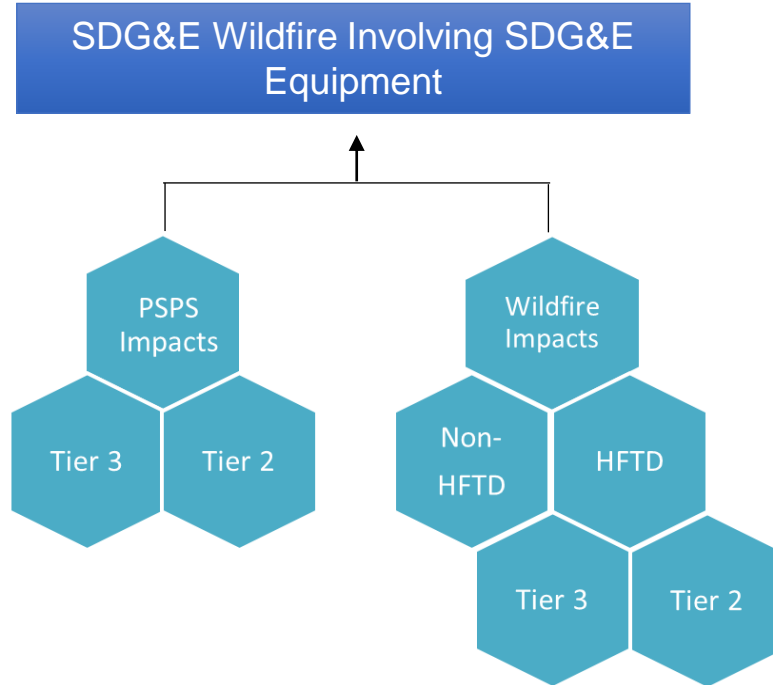 SDG&E Wildfire Involving SDG&E
Equipment
PSPS
Impacts
Tier 3
Tier 2
Wildfire
Impacts
Non-
HFTD
HFTD
Tier 3
Tier 2